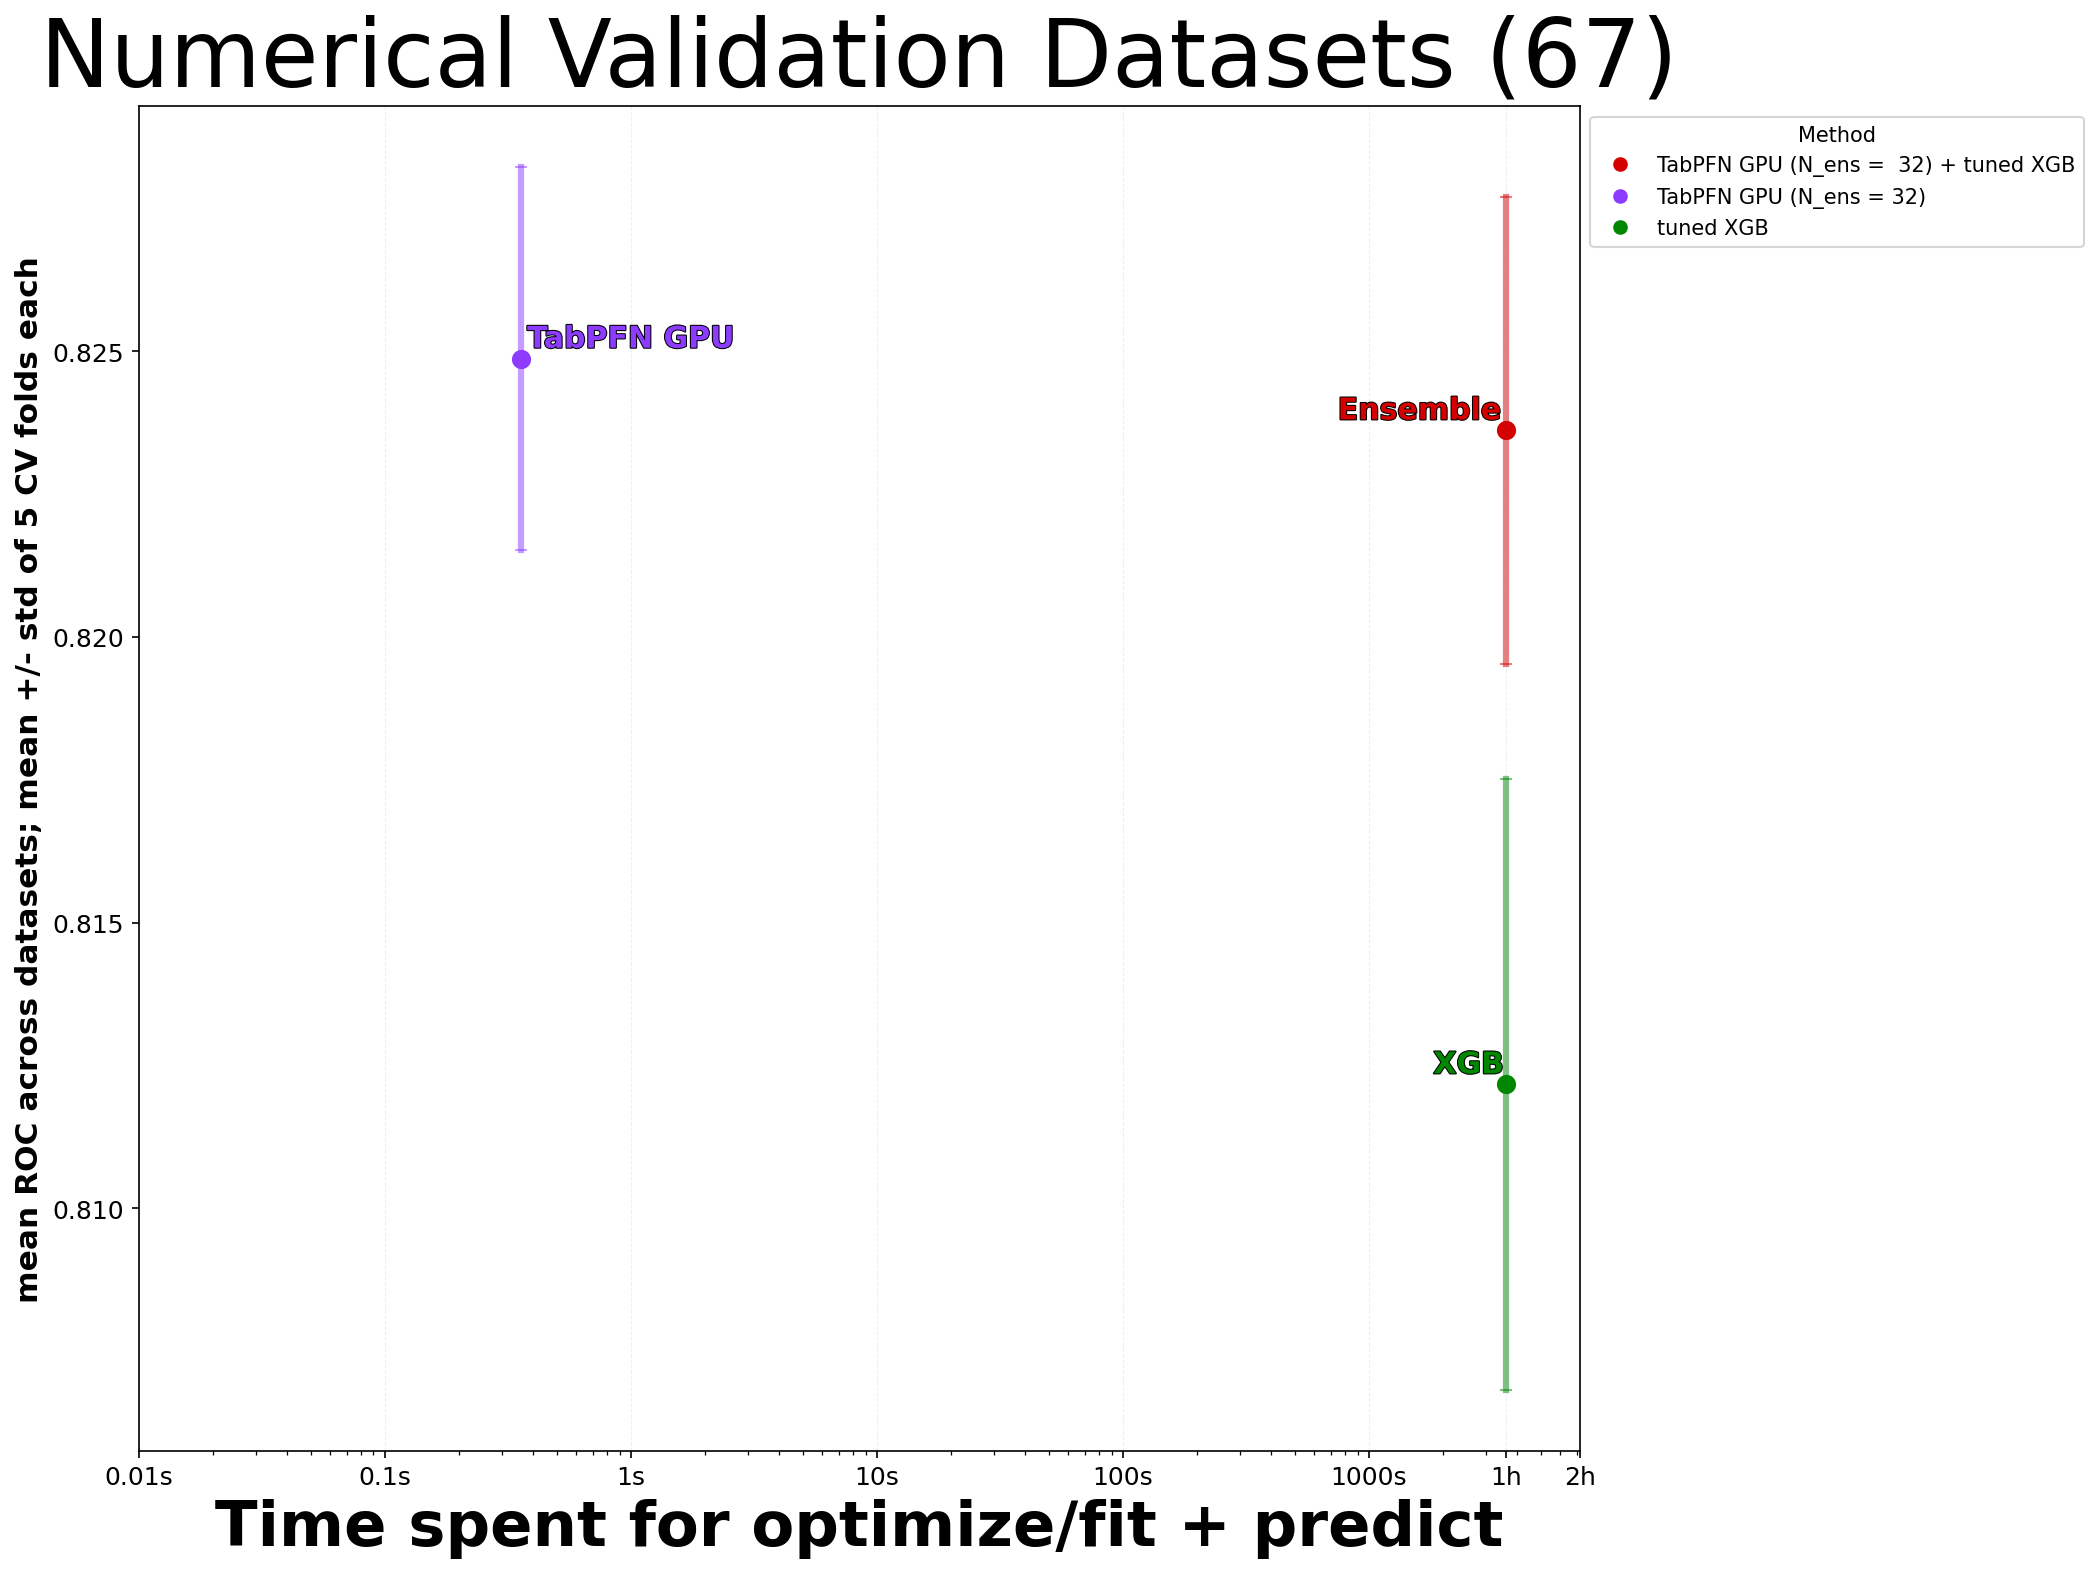 Numerical Validation Datasets (67)
Method
TabPFN GPU (N_ens =  32) + tuned XGB
TabPFN GPU (N_ens = 32)
tuned XGB
mean ROC across datasets; mean +/- std of 5 CV folds each
0.825
0.820
0.815
0.810
TabPFN GPU
Ensemble
XGB
0.01s
0.1s
1s
10s
100s
1000s
1h
2h
Time spent for optimize/fit + predict